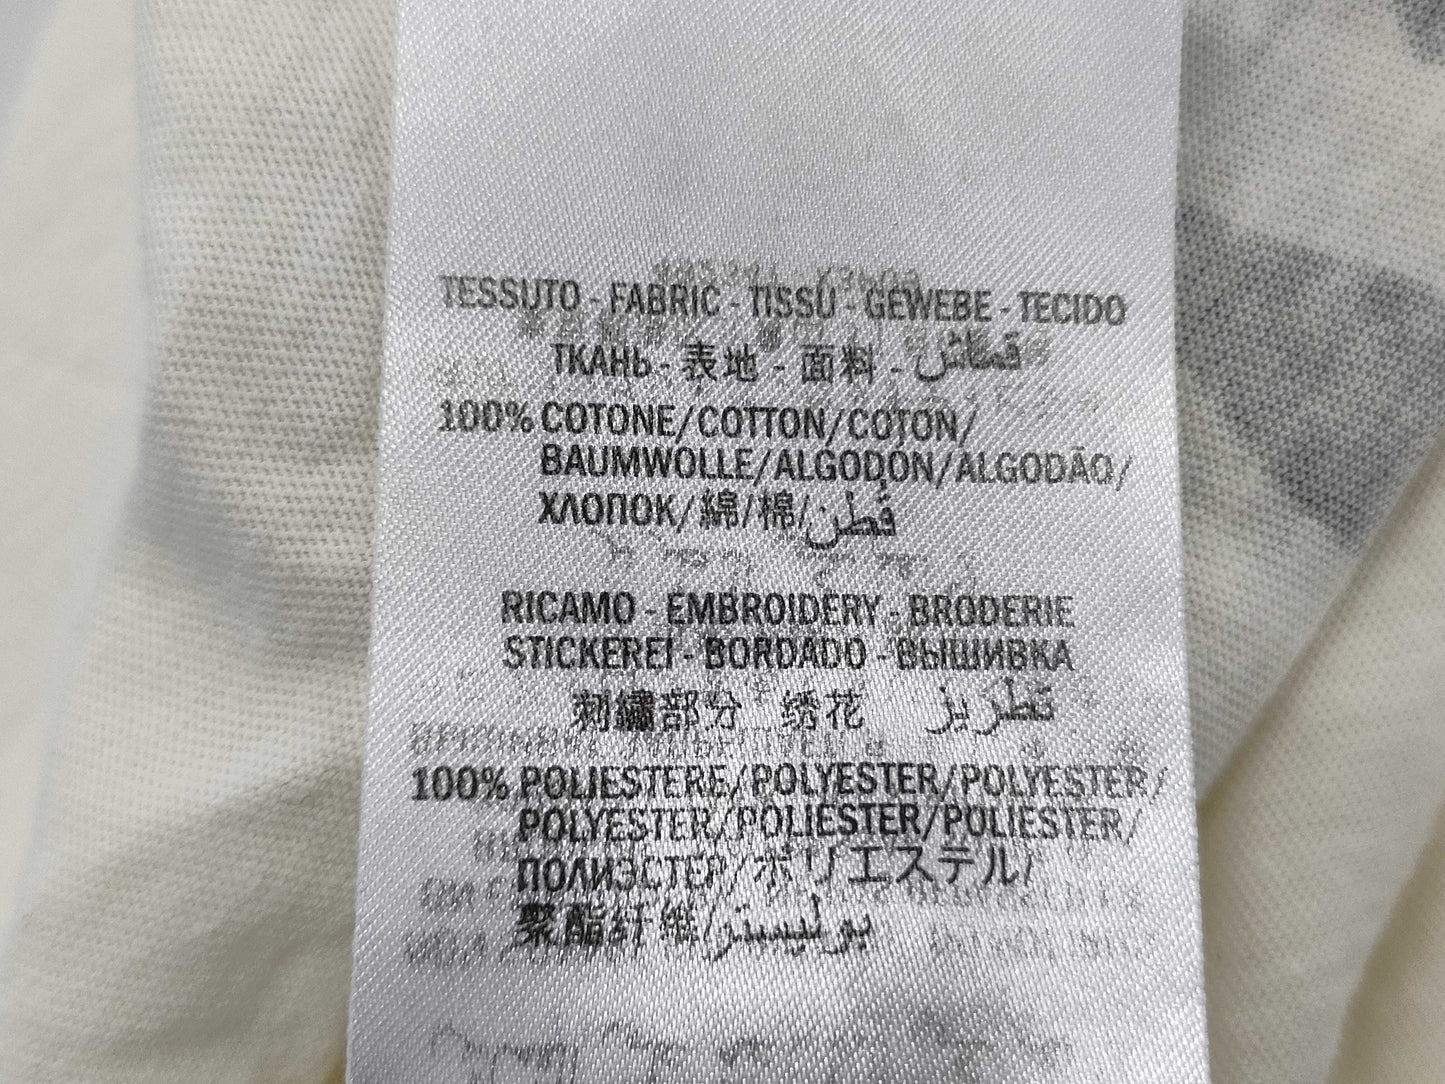 TESSUTO - FABRIC - TISSU - GEWEBE - TECIDO
ТКАНЬ - 表地 - 面料 - قماش
100% COTONE/COTTON/COTON/
BAUMWOLLE/ALGODON/ALGODÃO/
ХЛОПОК/綿/棉/قطن
RICAMO - EMBROIDERY - BRODERIE
STICKEREI - BORDADO - ВЫШИВКА
刺繍部分 绣花 تطريز
100% POLIESTERE/POLYESTER/POLYESTER/
POLYESTER/POLIESTER/POLIESTER/
ПОЛИЭСТЕР/ポリエステル/
聚酯纤维/بوليستر